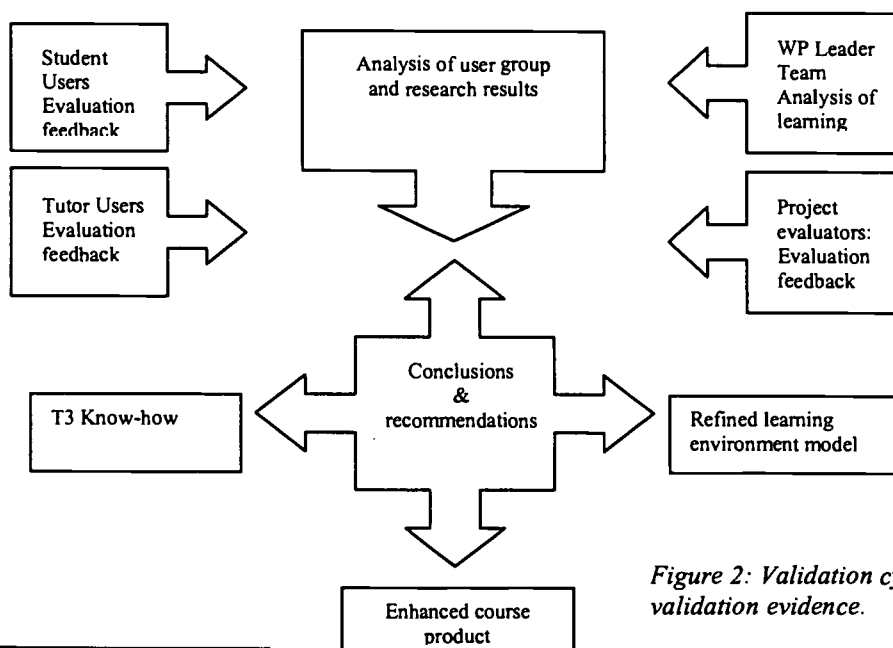 Student
Users
Evaluation
feedback
Analysis of user group
and research results
WP Leader
Team
Analysis of
learning
Tutor Users
Evaluation
feedback
Project
evaluators:
Evaluation
feedback
Conclusions
&
recommendations
T3 Know-how
Refined learning
environment model
Enhanced course
product
Figure 2: Validation
validation evidence.